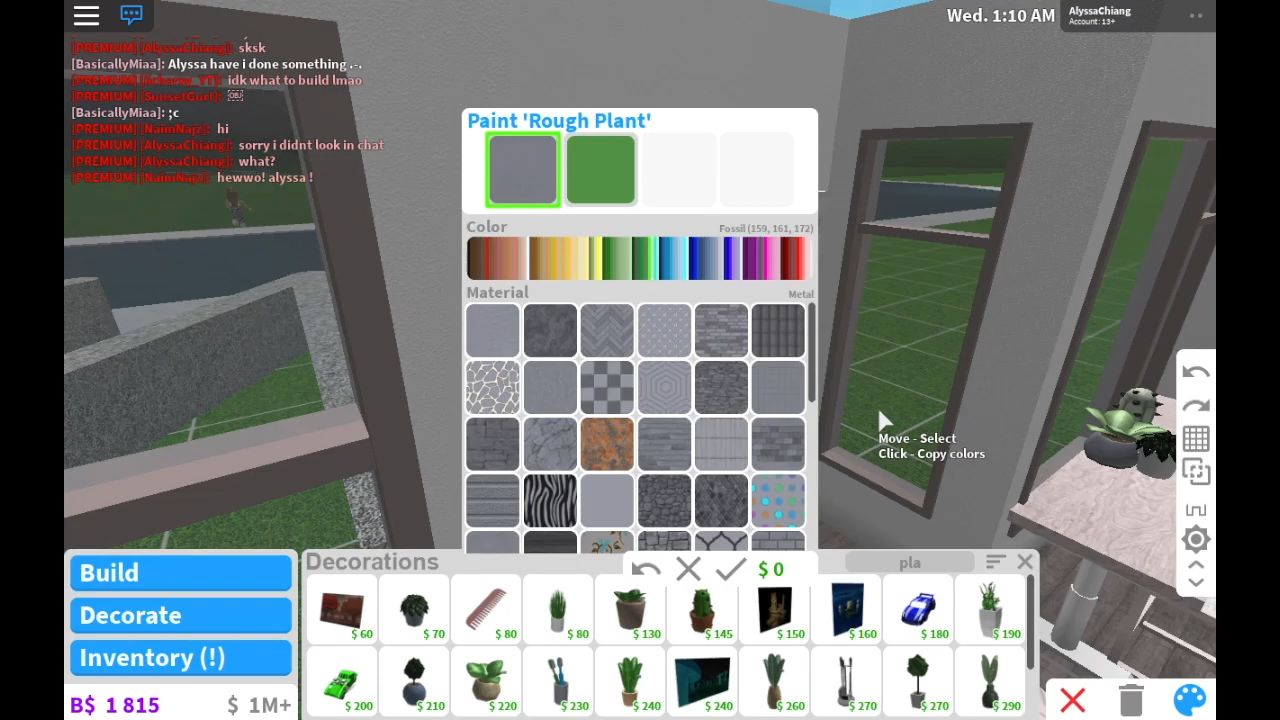 Wed. 1:10 AM
AlyssaChiang
Account: 13+
[PREMIUM] [AlyssaChiang]: sksk
[BasicallyMiaa]: Alyssa have i done something .-.
idk what to build lmao
[PREMIUM] [SunsetGurl]:
[BasicallyMiaa]: ;c
[PREMIUM] [NaimNajz]: hi
[PREMIUM] [AlyssaChiang]: sorry i didnt look in chat
[PREMIUM] [AlyssaChiang]: what?
[PREMIUM] [NaimNajz]: hewwo! alyssa !
Paint 'Rough Plant'
Color
Fossil (159, 161, 172)
Material
Metal
Move - Select
Click - Copy colors
Build
Decorate
Inventory (!)
B$ 1 815
$ 1M+
Decorations
$ 0
pla
$ 60
$ 70
$ 80
$ 80
$ 130
$ 145
$ 150
$ 160
$ 180
$ 190
$ 200
$ 210
$ 220
$ 230
$ 240
$ 240
$ 260
$ 270
$ 270
$ 290